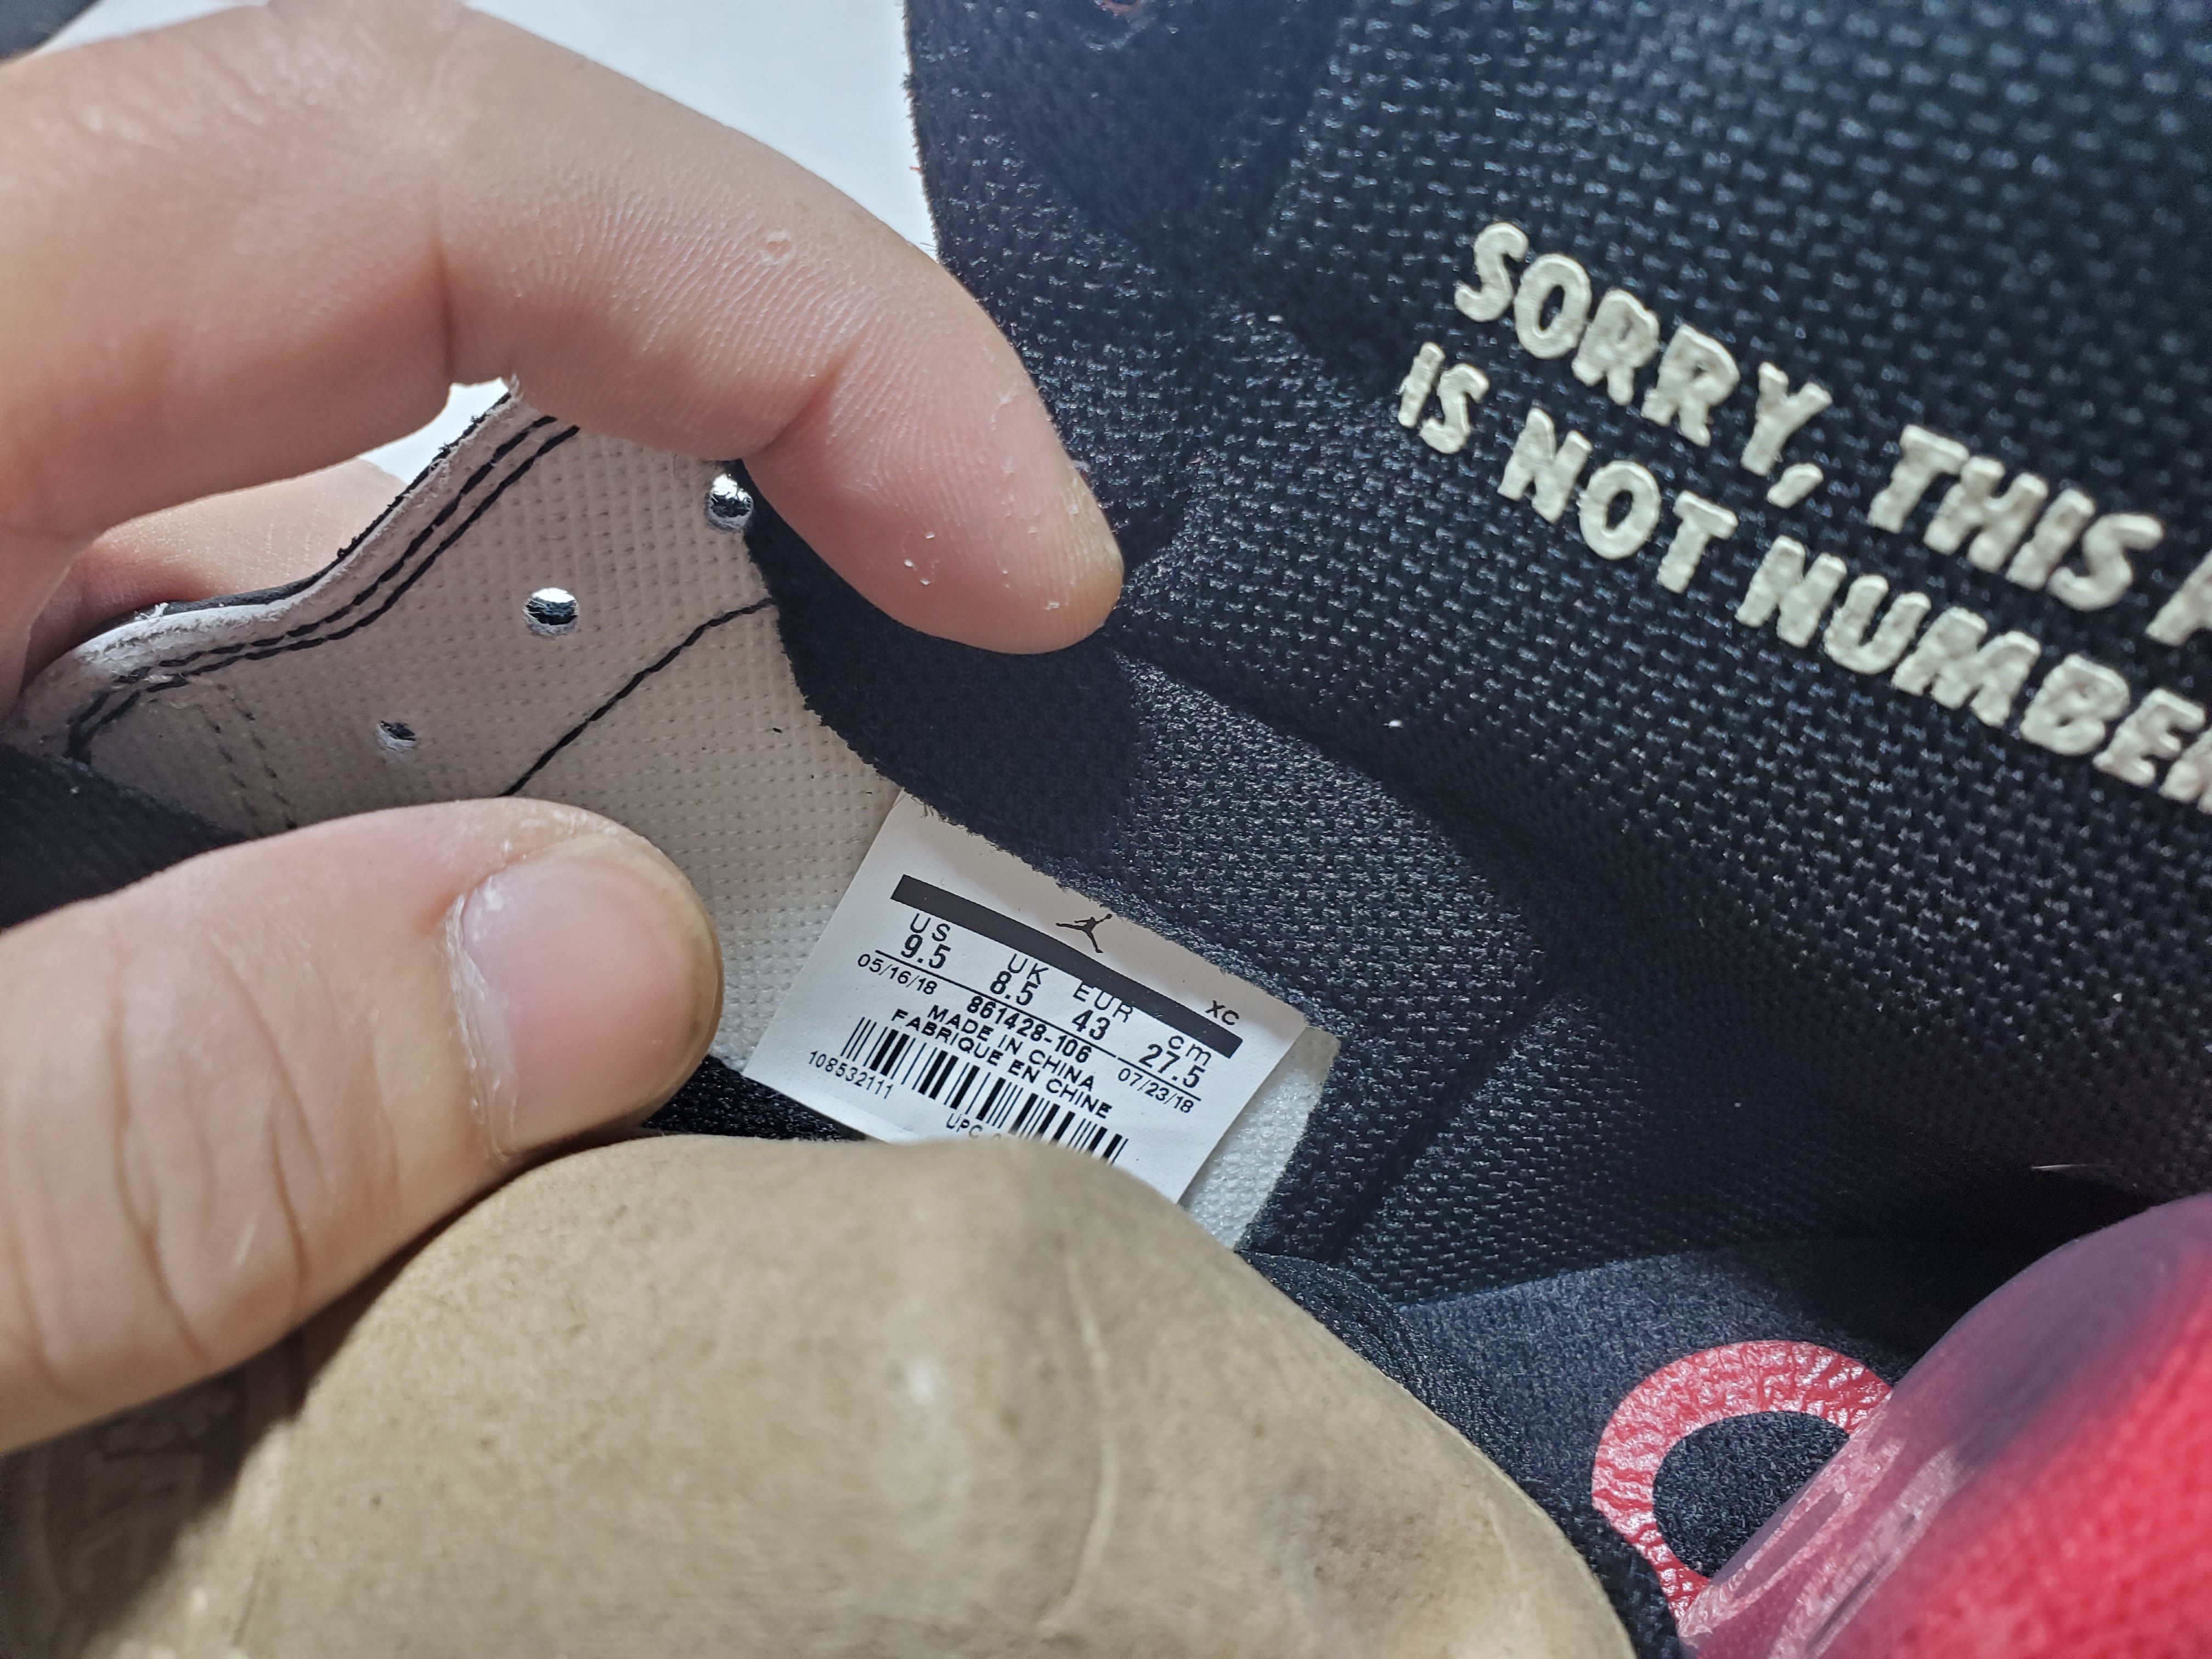 SORRY, THIS
IS NOT
US UK EUR cm XC
9.5 8.5 43 27.5
05/16/18 861428-106 07/23/18
MADE IN CHINA
FABRIQUE EN CHINE
108532111
UPC